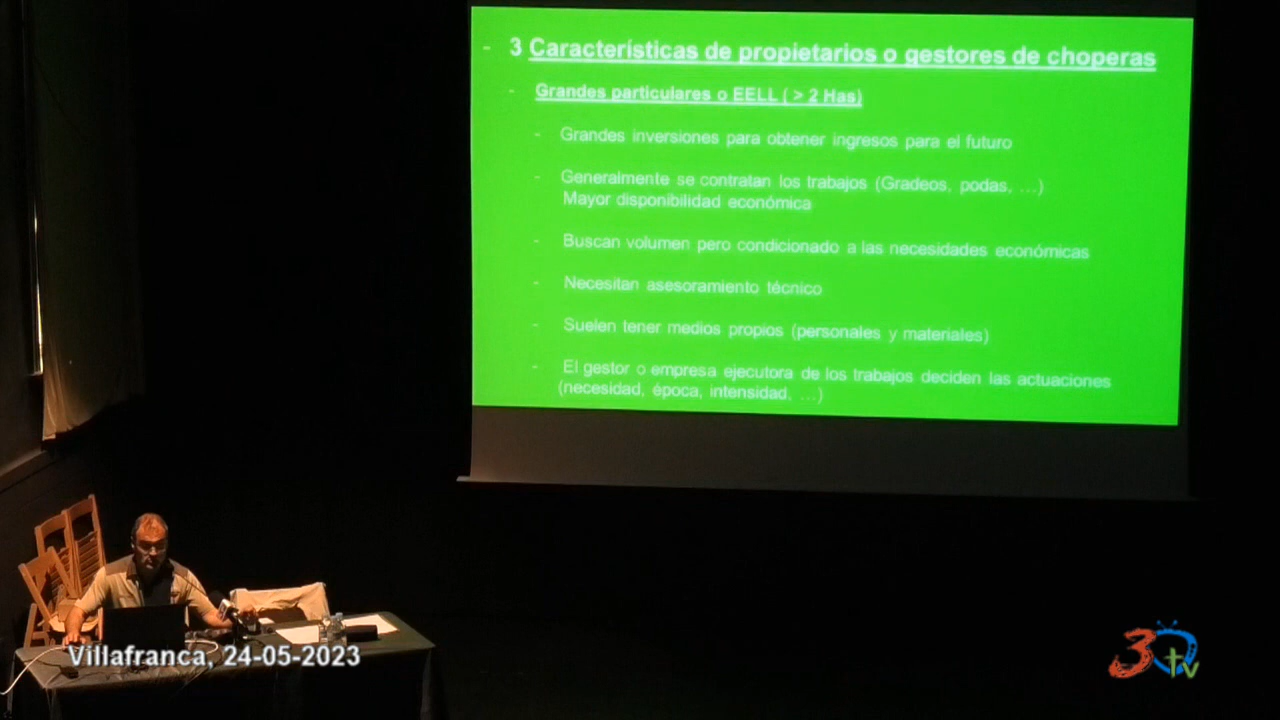 - 3 Características de propietarios o gestores de choperas
- Grandes particulares o EELL ( > 2 Has)
- Grandes inversiones para obtener ingresos para el futuro
- Generalmente se contratan los trabajos (Gradeos, podas, ...)
Mayor disponibilidad económica
- Buscan volumen pero condicionado a las necesidades económicas
- Necesitan asesoramiento técnico
- Suelen tener medios propios (personales y materiales)
- El gestor o empresa ejecutora de los trabajos deciden las actuaciones
(necesidad, época, intensidad, ...)
Villafranca, 24-05-2023
30tv